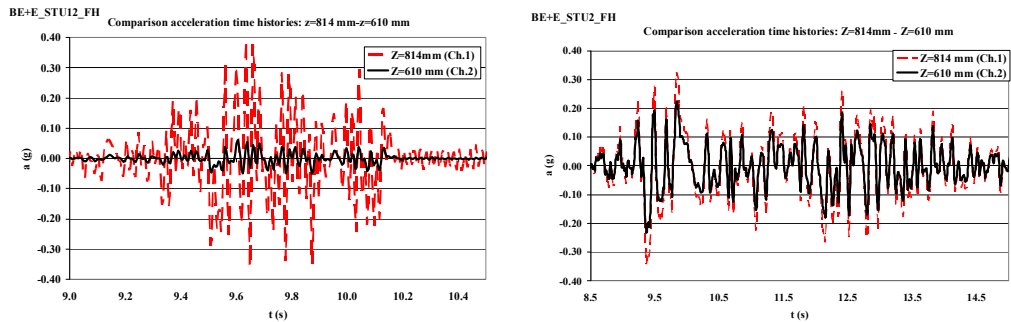 BE+E_STU12_FH
Comparison acceleration time histories: z=814 mm-z=610 mm
Z=814mm (Ch.1)
Z=610 mm (Ch.2)
0.40
0.30
0.20
0.10
0.00
-0.10
-0.20
-0.30
-0.40
a (g)
9.0 9.2 9.4 9.6 9.8 10.0 10.2 10.4
t (s)
BE+E_STU2_FH
Comparison acceleration time histories: Z=814mm - Z=610 mm
Z=814 mm (Ch.1)
Z=610 mm (Ch.2)
0.40
0.30
0.20
0.10
0.00
-0.10
-0.20
-0.30
-0.40
a (g)
8.5 9.5 10.5 11.5 12.5 13.5 14.5
t (s)